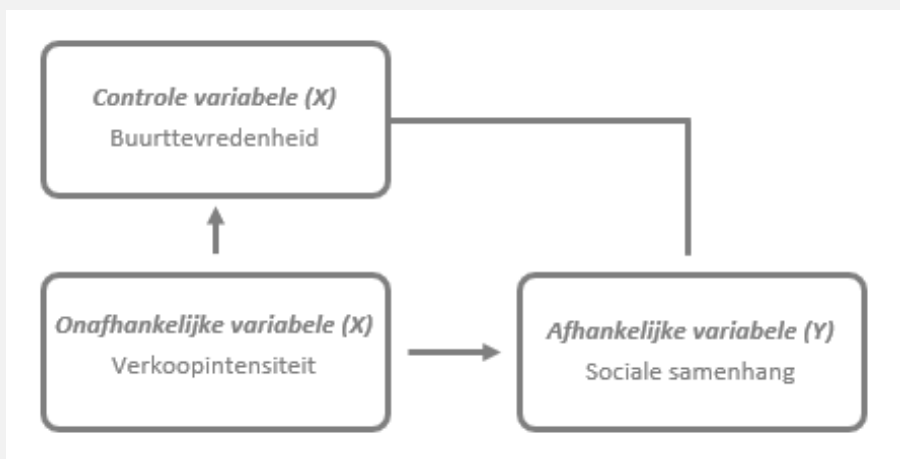 Controle variabele (X)
Buurttevredenheid
Onafhankelijke variabele (X)
Verkoopintensiteit
Afhankelijke variabele (Y)
Sociale samenhang